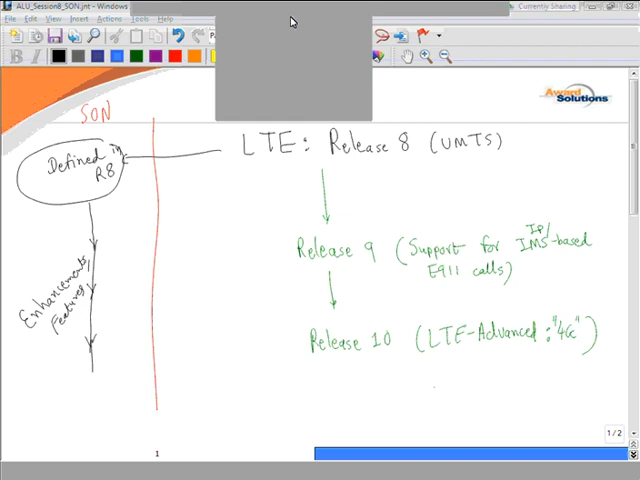 ALU_Session8_SON.jnt - Windows Journal
Currently Sharing
File Edit View Insert Actions Tools H
B I
Award
Solutions
SON
Defined in
R8
LTE: Release 8 (UMTS)
Release 9 (Support for IP/
IMS-based
E911 calls)
Enhancements,
Features
Release 10 (LTE-Advanced: "4G")
1
1/2